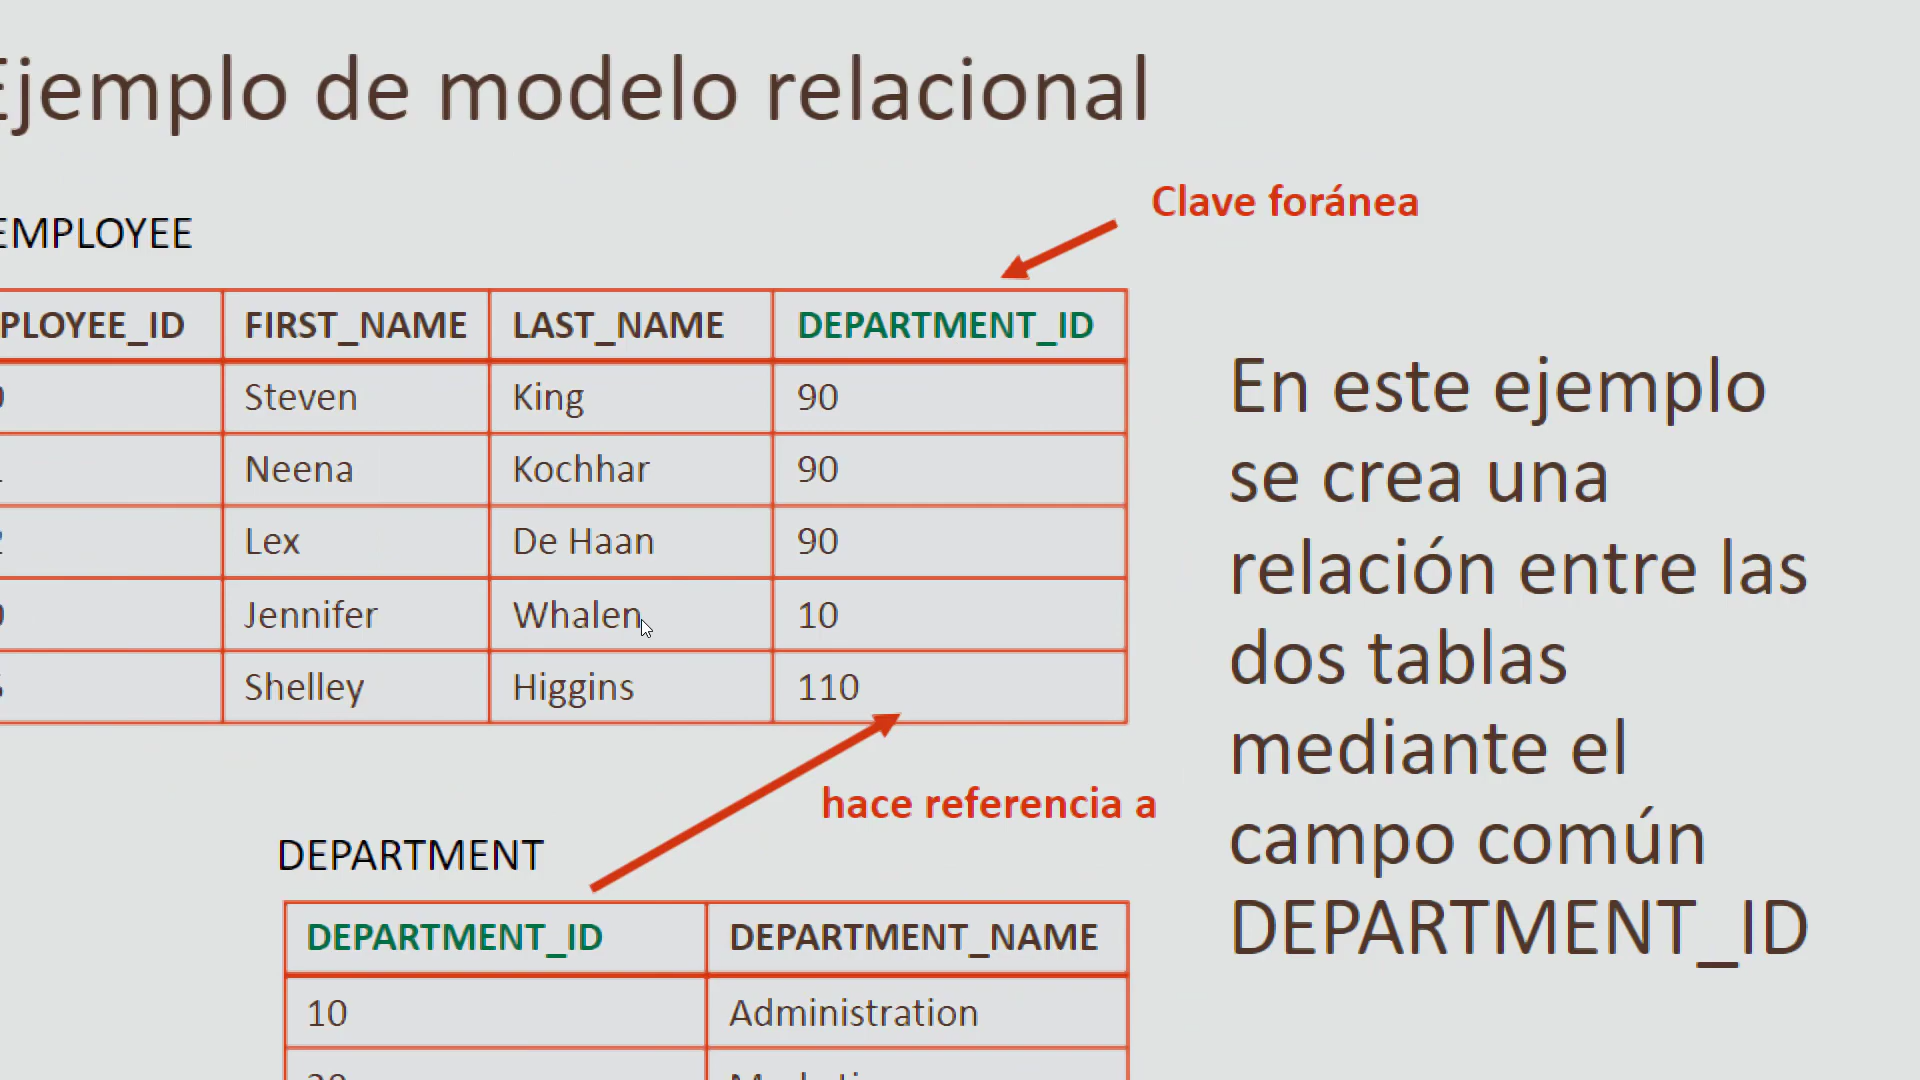 Ejemplo de modelo relacional
Clave foránea
EMPLOYEE
PLOYEE_ID FIRST_NAME LAST_NAME DEPARTMENT_ID
Steven King 90
Neena Kochhar 90
Lex De Haan 90
Jennifer Whalen 10
Shelley Higgins 110
hace referencia a
DEPARTMENT
DEPARTMENT_ID DEPARTMENT_NAME
10 Administration
En este ejemplo
se crea una
relación entre las
dos tablas
mediante el
campo común
DEPARTMENT_ID